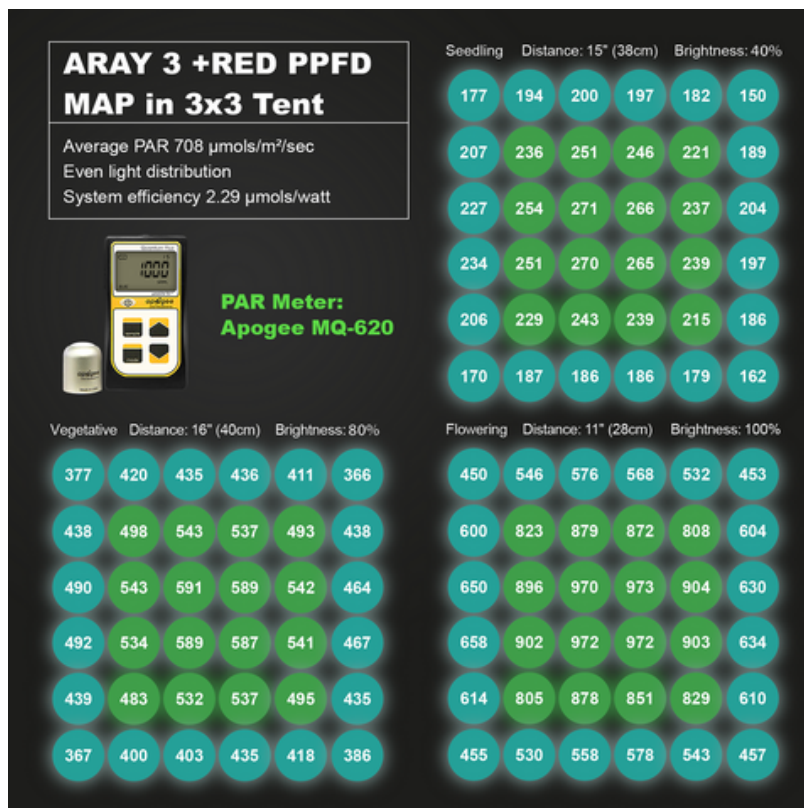 ARAY 3 +RED PPFD
MAP in 3x3 Tent
Average PAR 708 μmols/m²/sec
Even light distribution
System efficiency 2.29 μmols/watt
1000
apogee
PAR Meter:
Apogee MQ-620
Seedling Distance: 15" (38cm) Brightness: 40%
177 194 200 197 182 150
207 236 251 246 221 189
227 254 271 266 237 204
234 251 270 265 239 197
206 229 243 239 215 186
170 187 186 186 179 162
Vegetative Distance: 16" (40cm) Brightness: 80%
377 420 435 436 411 366
438 498 543 537 493 438
490 543 591 589 542 464
492 534 589 587 541 467
439 483 532 537 495 435
367 400 403 435 418 386
Flowering Distance: 11" (28cm) Brightness: 100%
450 546 576 568 532 453
600 823 879 872 808 604
650 896 970 973 904 630
658 902 972 972 903 634
614 805 878 851 829 610
455 530 558 578 543 457